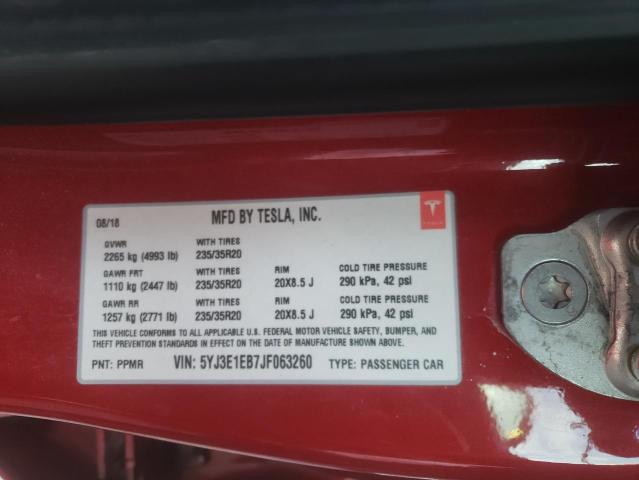 08/18 MFD BY TESLA, INC.
TESLA
GVWR WITH TIRES
2265 kg (4993 lb) 235/35R20
GAWR FRT WITH TIRES RIM COLD TIRE PRESSURE
1110 kg (2447 lb) 235/35R20 20X8.5 J 290 kPa, 42 psi
GAWR RR WITH TIRES RIM COLD TIRE PRESSURE
1257 kg (2771 lb) 235/35R20 20X8.5 J 290 kPa, 42 psi
THIS VEHICLE CONFORMS TO ALL APPLICABLE U.S. FEDERAL MOTOR VEHICLE SAFETY, BUMPER, AND
THEFT PREVENTION STANDARDS IN EFFECT ON THE DATE OF MANUFACTURE SHOWN ABOVE.
PNT: PPMR VIN: 5YJ3E1EB7JF063260 TYPE: PASSENGER CAR